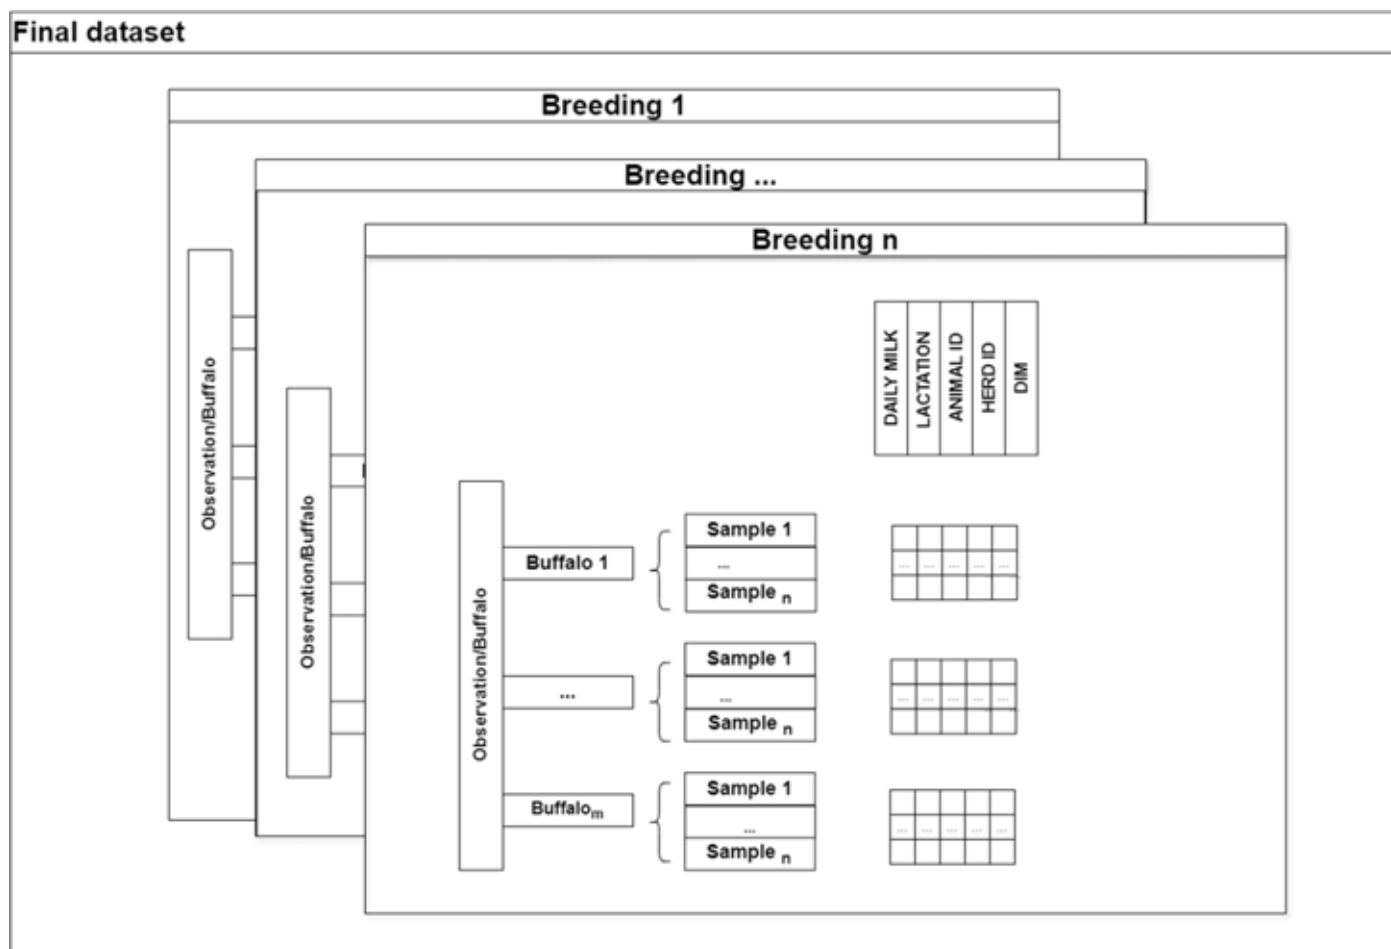 Final dataset
Breeding 1
Breeding ...
Breeding n
Observation/Buffalo
Observation/Buffalo
Observation/Buffalo
DAILY MILK
LACTATION
ANIMAL ID
HERD ID
DIM
Buffalo 1
Sample 1
...
Sample n
... ... ... ... ...
...
Sample 1
...
Sample n
... ... ... ... ...
Buffalom
Sample 1
...
Sample n
... ... ... ... ...